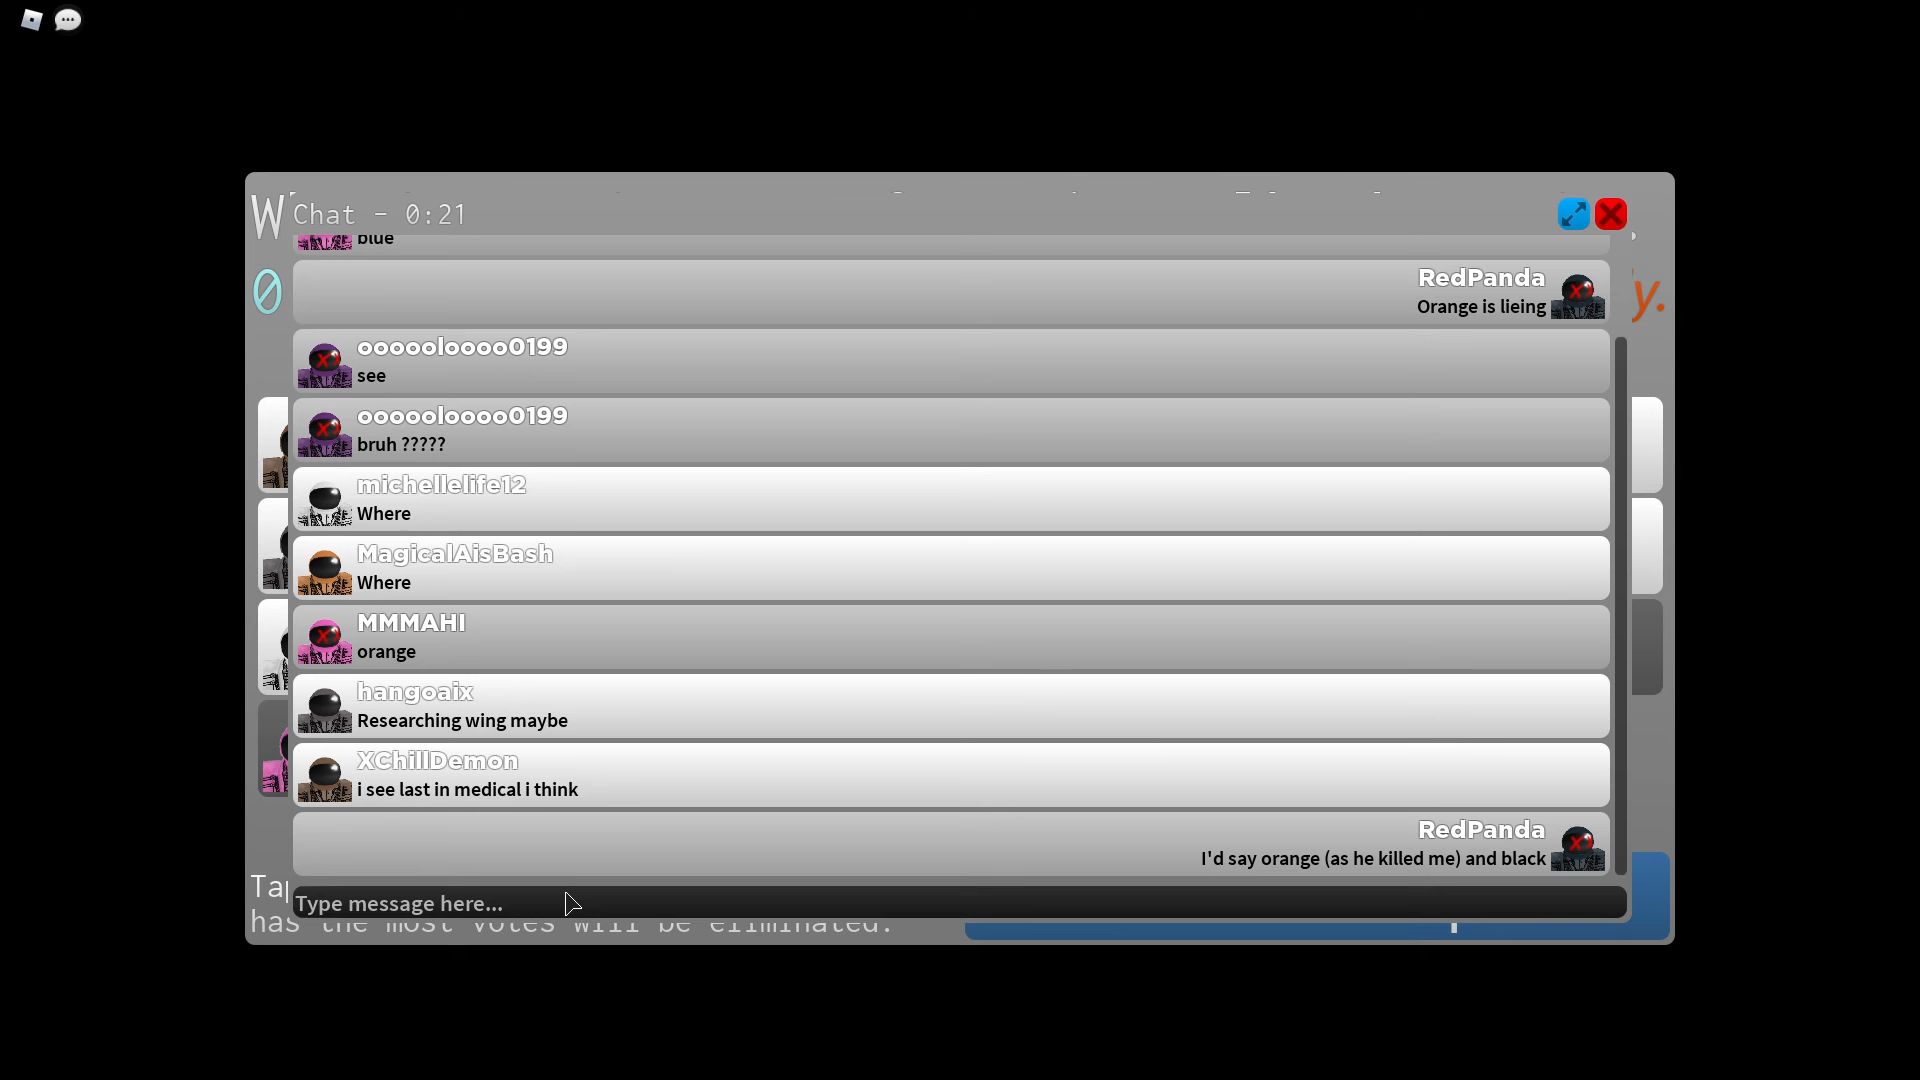 W
Chat - 0:21
0
y.
blue
RedPanda
Orange is lieing
oooooloooo0199
see
oooooloooo0199
bruh ?????
michellelife12
Where
MagicalAisBash
Where
MMMAHI
orange
hangoaix
Researching wing maybe
XChillDemon
i see last in medical i think
RedPanda
I'd say orange (as he killed me) and black
Tap
Type message here...
has the most votes will be eliminated.